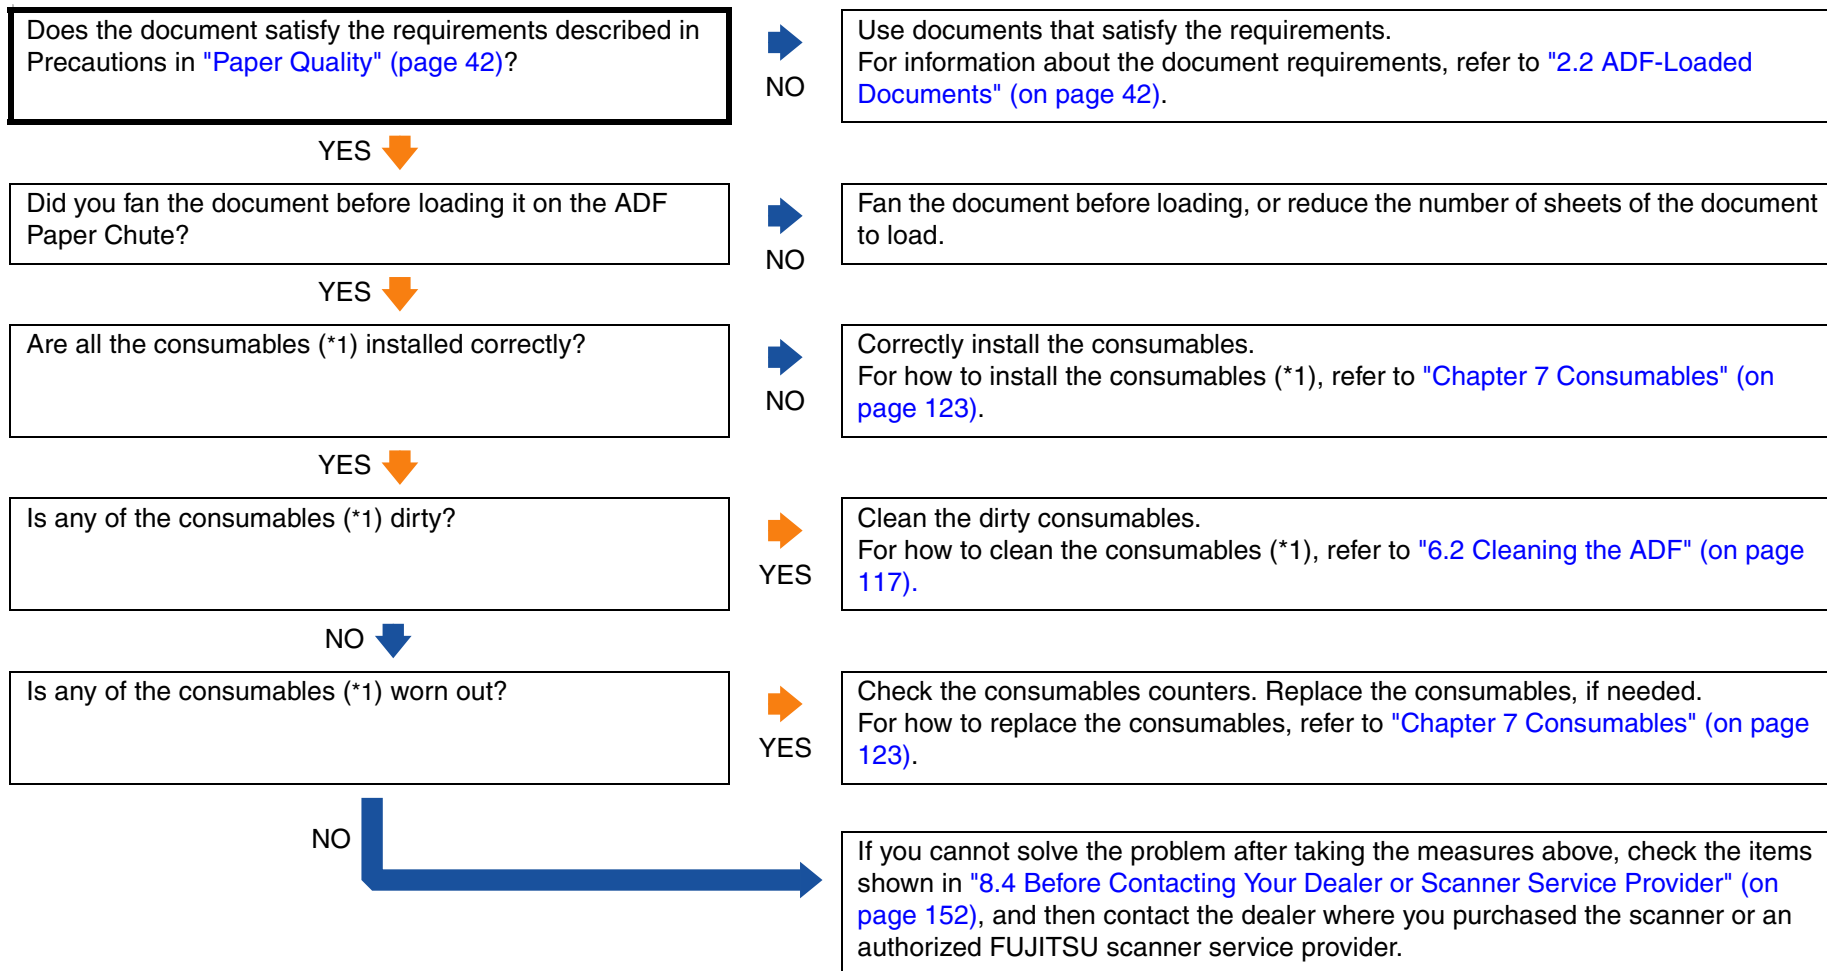 Does the document satisfy the requirements described in
Precautions in "Paper Quality" (page 42)?
NO
Use documents that satisfy the requirements.
For information about the document requirements, refer to "2.2 ADF-Loaded
Documents" (on page 42).
YES
Did you fan the document before loading it on the ADF
Paper Chute?
NO
Fan the document before loading, or reduce the number of sheets of the document
to load.
YES
Are all the consumables (*1) installed correctly?
NO
Correctly install the consumables.
For how to install the consumables (*1), refer to "Chapter 7 Consumables" (on
page 123).
YES
Is any of the consumables (*1) dirty?
YES
Clean the dirty consumables.
For how to clean the consumables (*1), refer to "6.2 Cleaning the ADF" (on page
117).
NO
Is any of the consumables (*1) worn out?
YES
Check the consumables counters. Replace the consumables, if needed.
For how to replace the consumables, refer to "Chapter 7 Consumables" (on page
123).
NO
If you cannot solve the problem after taking the measures above, check the items
shown in "8.4 Before Contacting Your Dealer or Scanner Service Provider" (on
page 152), and then contact the dealer where you purchased the scanner or an
authorized FUJITSU scanner service provider.